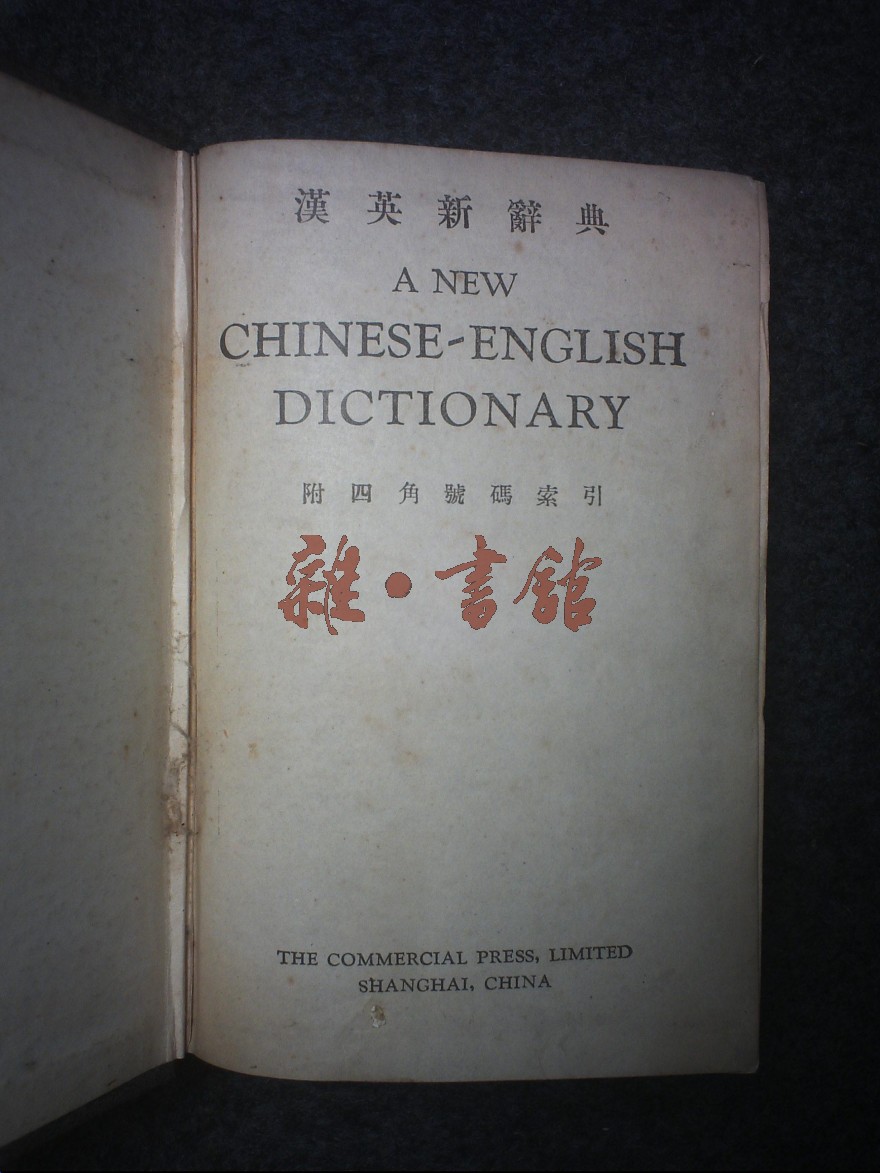 漢英新辭典
A NEW
CHINESE-ENGLISH
DICTIONARY
附四角號碼索引
雜·書館
THE COMMERCIAL PRESS, LIMITED
SHANGHAI, CHINA